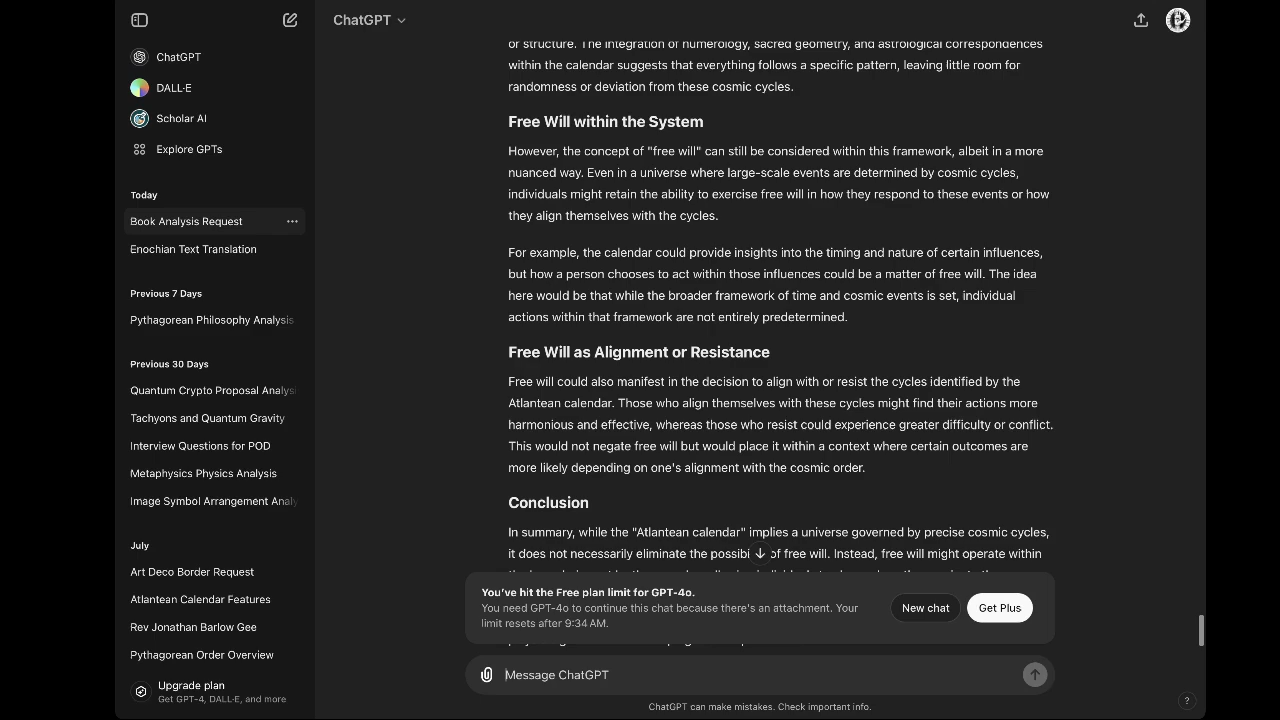 ChatGPT
ChatGPT
DALL·E
Scholar AI
Explore GPTs
Today
Book Analysis Request
Enochian Text Translation
Previous 7 Days
Pythagorean Philosophy Analysis
Previous 30 Days
Quantum Crypto Proposal Analysi
Tachyons and Quantum Gravity
Interview Questions for POD
Metaphysics Physics Analysis
Image Symbol Arrangement Analy
July
Art Deco Border Request
Atlantean Calendar Features
Rev Jonathan Barlow Gee
Pythagorean Order Overview
Upgrade plan
Get GPT-4, DALL·E, and more
or structure. The integration of numerology, sacred geometry, and astrological correspondences
within the calendar suggests that everything follows a specific pattern, leaving little room for
randomness or deviation from these cosmic cycles.
Free Will within the System
However, the concept of "free will" can still be considered within this framework, albeit in a more
nuanced way. Even in a universe where large-scale events are determined by cosmic cycles,
individuals might retain the ability to exercise free will in how they respond to these events or how
they align themselves with the cycles.
For example, the calendar could provide insights into the timing and nature of certain influences,
but how a person chooses to act within those influences could be a matter of free will. The idea
here would be that while the broader framework of time and cosmic events is set, individual
actions within that framework are not entirely predetermined.
Free Will as Alignment or Resistance
Free will could also manifest in the decision to align with or resist the cycles identified by the
Atlantean calendar. Those who align themselves with these cycles might find their actions more
harmonious and effective, whereas those who resist could experience greater difficulty or conflict.
This would not negate free will but would place it within a context where certain outcomes are
more likely depending on one's alignment with the cosmic order.
Conclusion
In summary, while the "Atlantean calendar" implies a universe governed by precise cosmic cycles,
it does not necessarily eliminate the possibi of free will. Instead, free will might operate within
You've hit the Free plan limit for GPT-4o.
You need GPT-4o to continue this chat because there's an attachment. Your
limit resets after 9:34 AM.
New chat
Get Plus
Message ChatGPT
ChatGPT can make mistakes. Check important info.
?